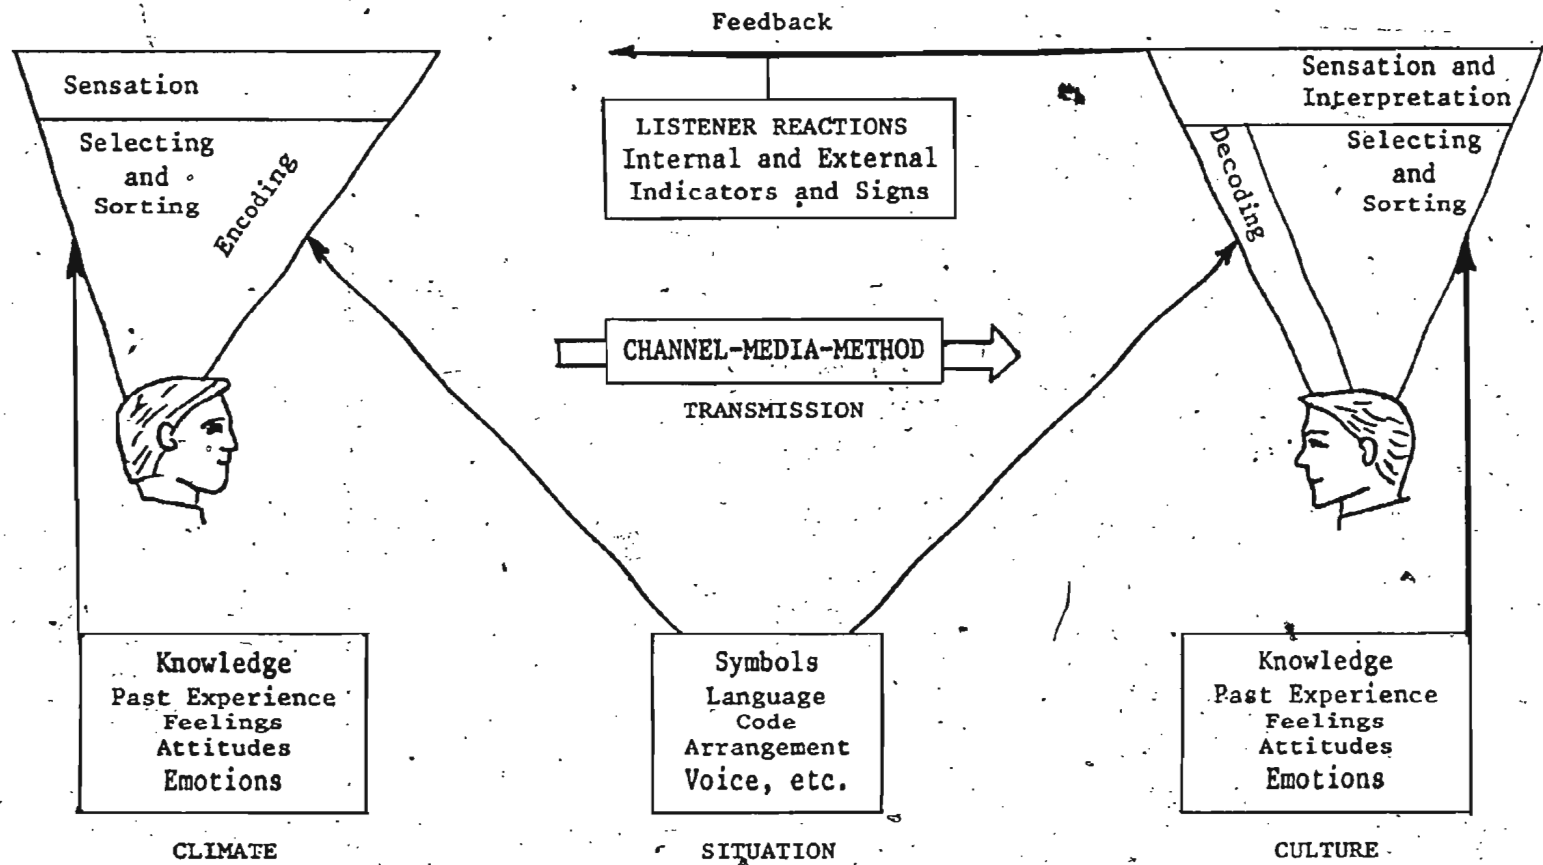 Feedback
Sensation
Selecting
and
Sorting
Encoding
LISTENER REACTIONS
Internal and External
Indicators and Signs
Sensation and
Interpretation
Decoding
Selecting
and
Sorting
CHANNEL-MEDIA-METHOD
TRANSMISSION
Knowledge
Past Experience
Feelings
Attitudes
Emotions
CLIMATE
Symbols
Language
Code
Arrangement
Voice, etc.
SITUATION
Knowledge
Past Experience
Feelings
Attitudes
Emotions
CULTURE